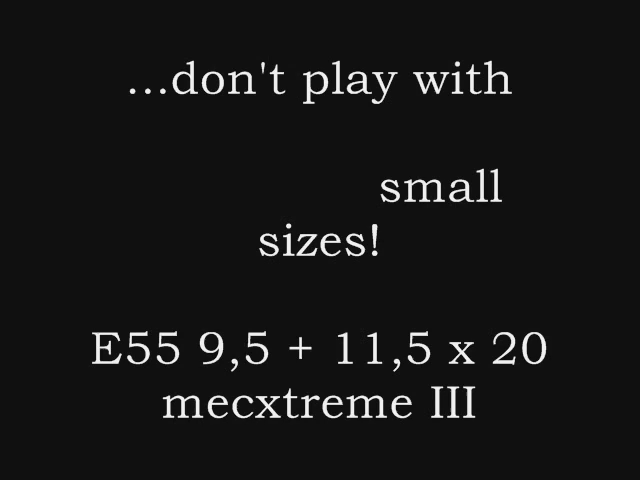 ...don't play with
small
sizes!
E55 9,5 + 11,5 x 20
mecxtreme III